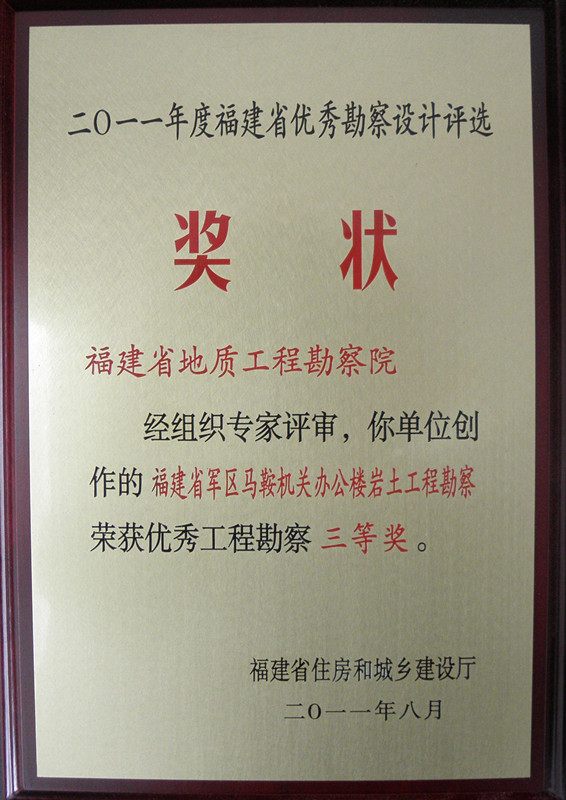 二〇一一年度福建省优秀勘察设计评选
奖 状
福建省地质工程勘察院
经组织专家评审，你单位创
作的 福建省军区马鞍机关办公楼岩土工程勘察
荣获优秀工程勘察 三等奖 。
福建省住房和城乡建设厅
二〇一一年八月